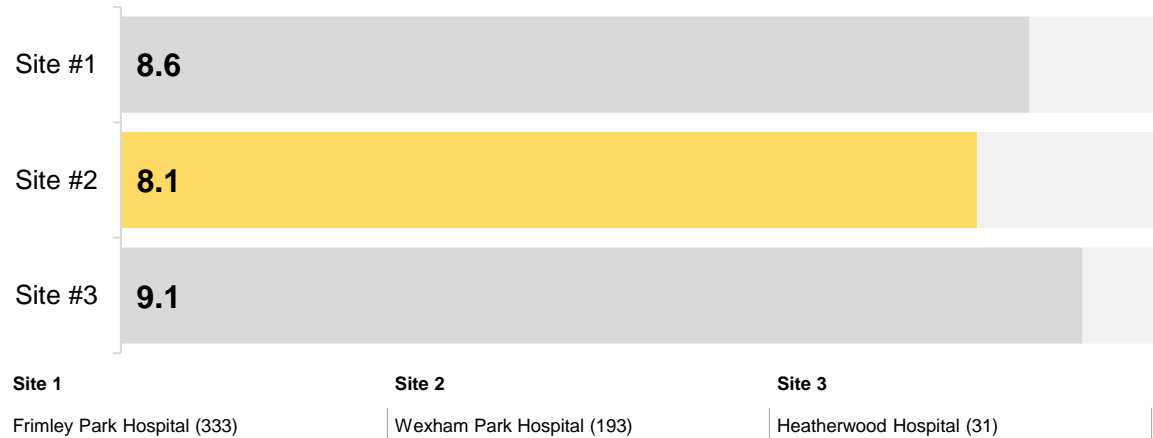 Site #1 8.6
Site #2 8.1
Site #3 9.1
Site 1 Site 2 Site 3
Frimley Park Hospital (333) Wexham Park Hospital (193) Heatherwood Hospital (31)